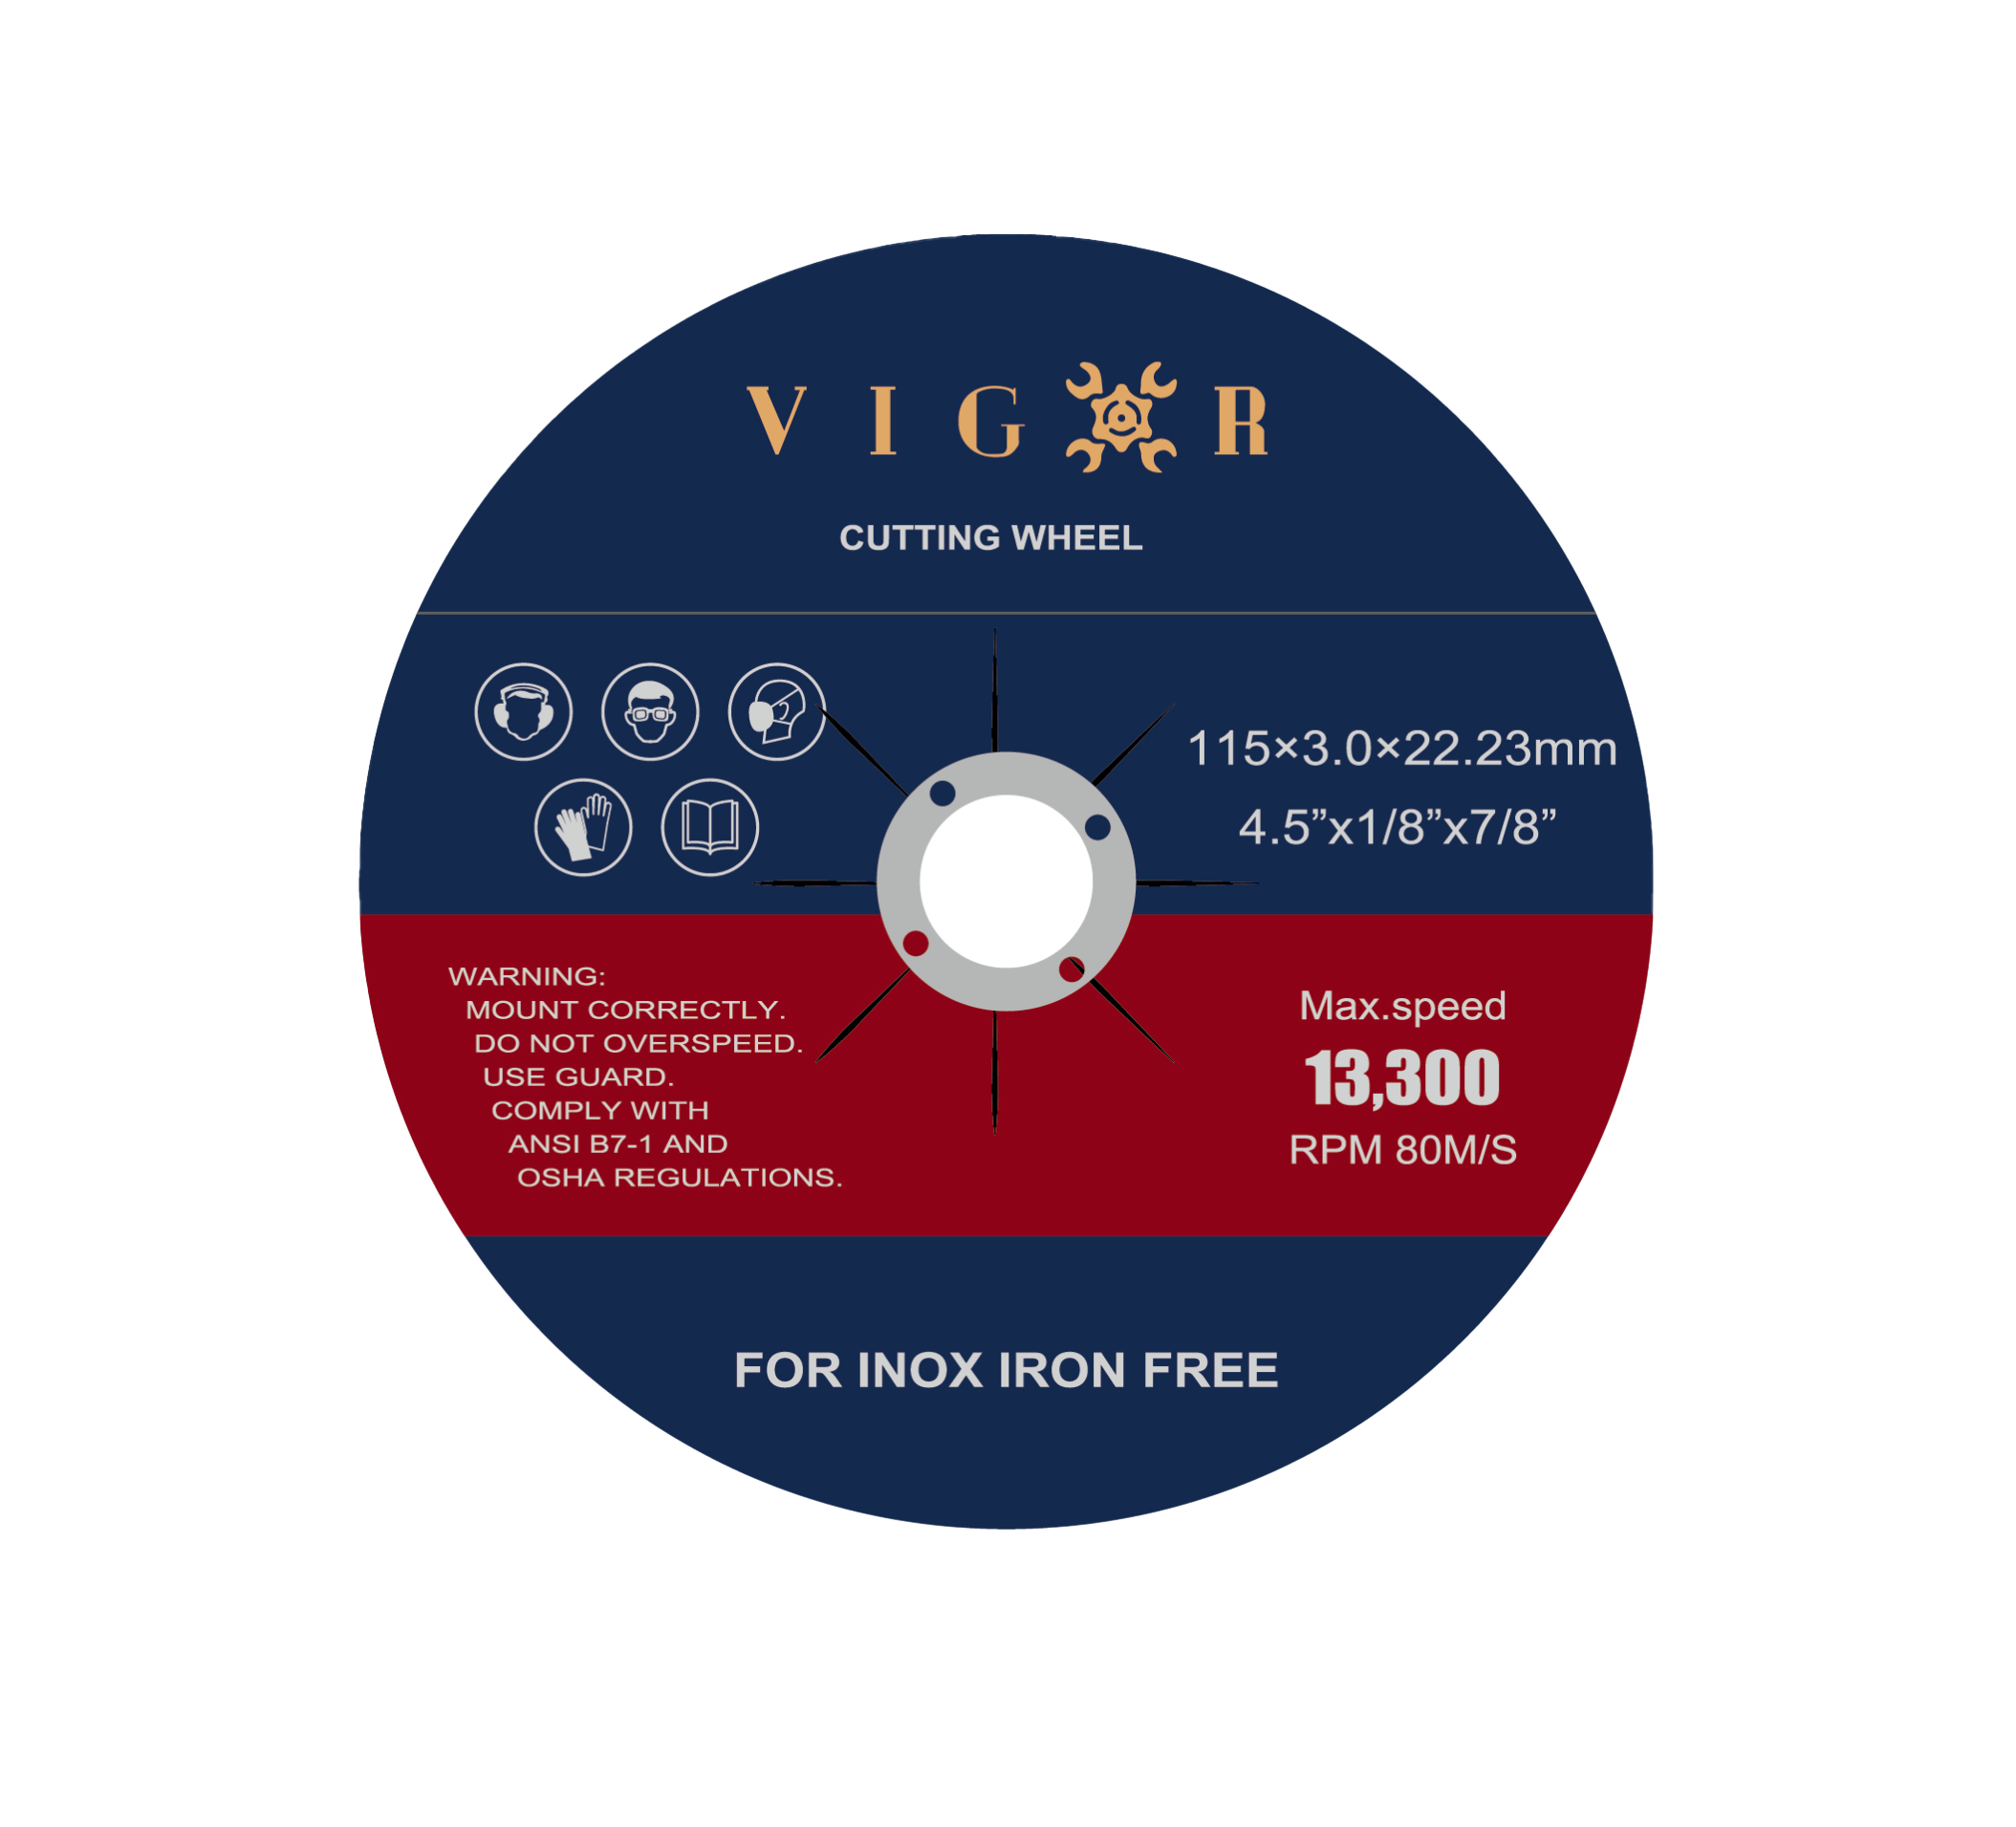 VIGOR
CUTTING WHEEL
115×3.0×22.23mm
4.5”x1/8”x7/8”
WARNING:
MOUNT CORRECTLY.
DO NOT OVERSPEED.
USE GUARD.
COMPLY WITH
ANSI B7-1 AND
OSHA REGULATIONS.
Max.speed
13,300
RPM 80M/S
FOR INOX IRON FREE